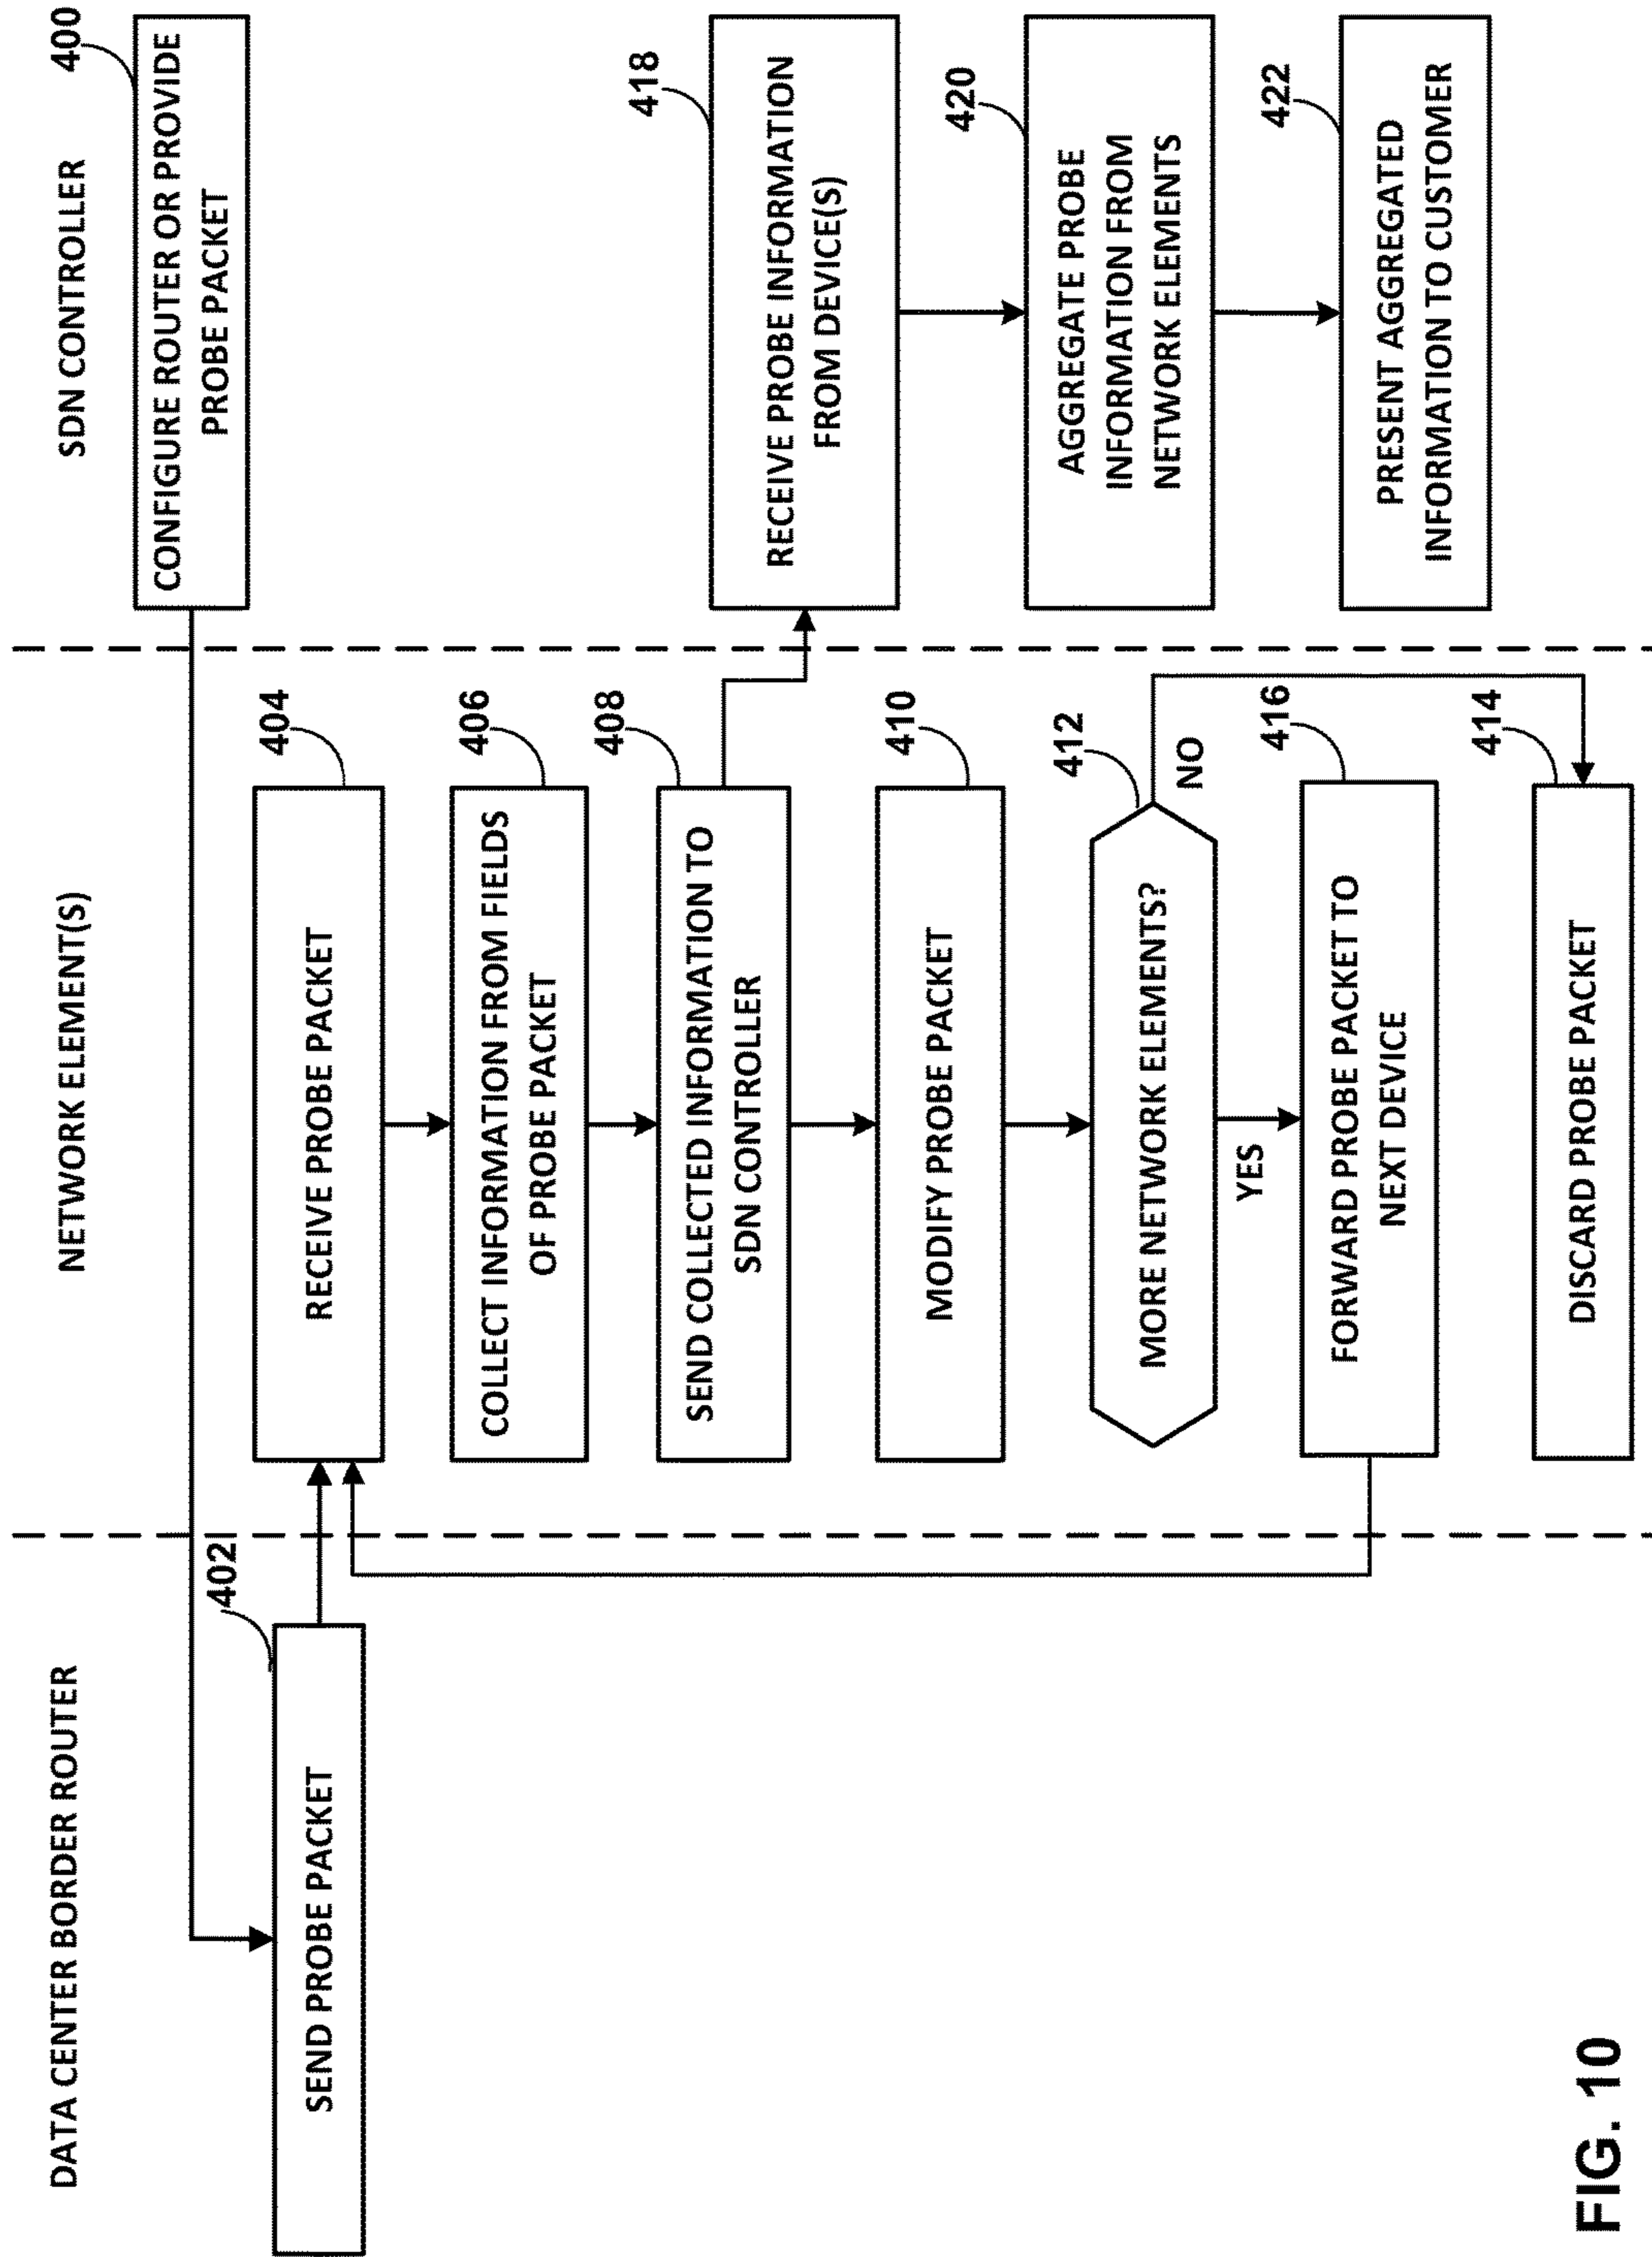 DATA CENTER BORDER ROUTER
NETWORK ELEMENT(S)
SDN CONTROLLER
400
CONFIGURE ROUTER OR PROVIDE
PROBE PACKET
402
SEND PROBE PACKET
404
RECEIVE PROBE PACKET
406
COLLECT INFORMATION FROM FIELDS
OF PROBE PACKET
408
SEND COLLECTED INFORMATION TO
SDN CONTROLLER
410
MODIFY PROBE PACKET
412
MORE NETWORK ELEMENTS?
NO
YES
416
FORWARD PROBE PACKET TO
NEXT DEVICE
414
DISCARD PROBE PACKET
418
RECEIVE PROBE INFORMATION
FROM DEVICE(S)
420
AGGREGATE PROBE
INFORMATION FROM
NETWORK ELEMENTS
422
PRESENT AGGREGATED
INFORMATION TO CUSTOMER
FIG. 10